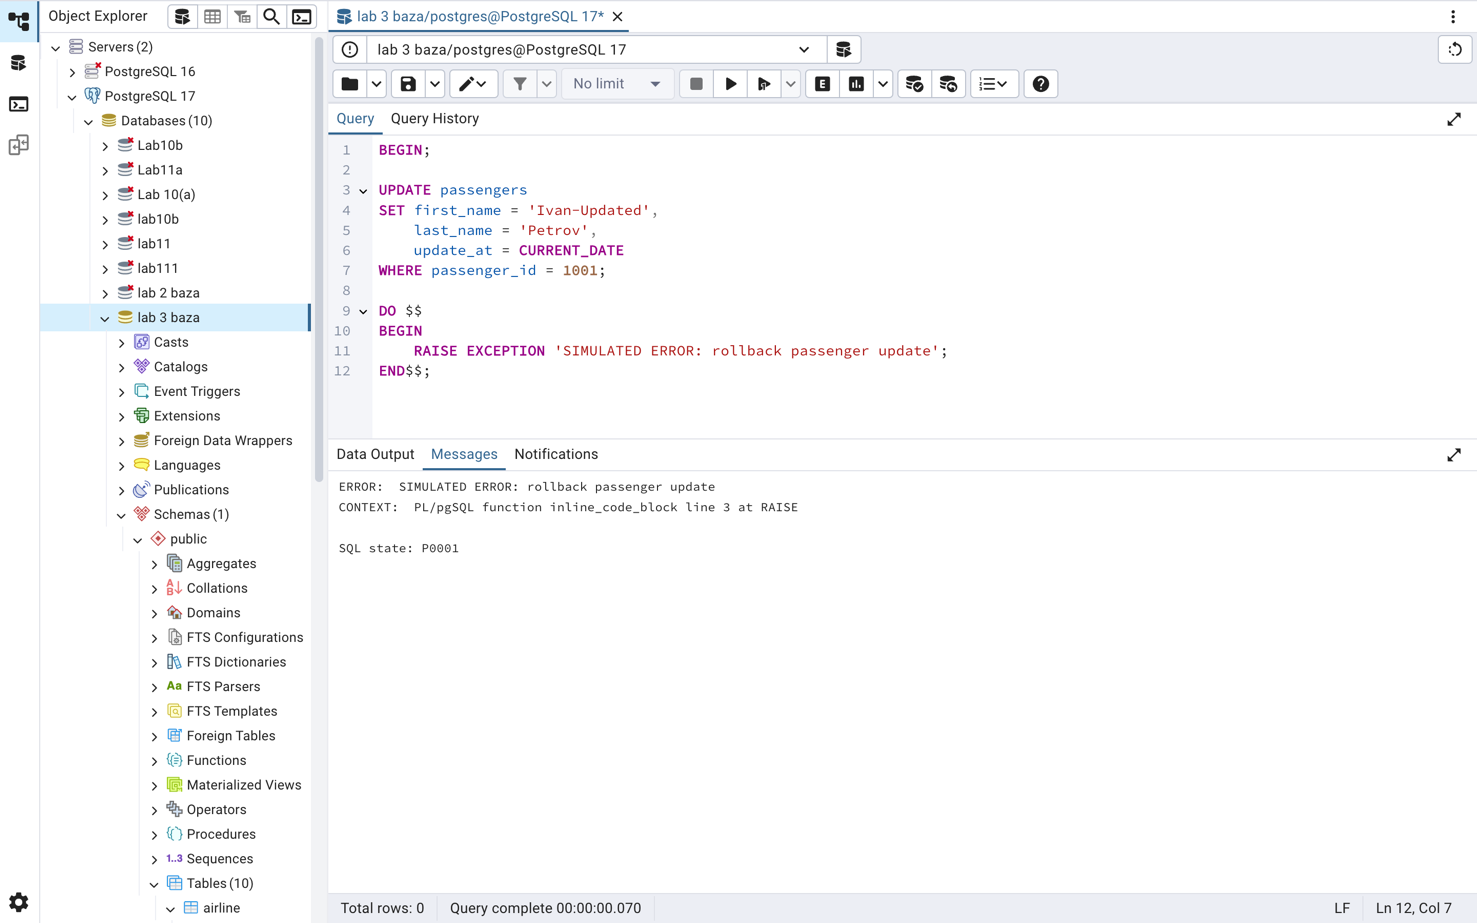 Object Explorer
lab 3 baza/postgres@PostgreSQL 17*
Servers (2)
PostgreSQL 16
PostgreSQL 17
Databases (10)
Lab10b
Lab11a
Lab 10(a)
lab10b
lab11
lab111
lab 2 baza
lab 3 baza
Casts
Catalogs
Event Triggers
Extensions
Foreign Data Wrappers
Languages
Publications
Schemas (1)
public
Aggregates
Collations
Domains
FTS Configurations
FTS Dictionaries
Aa FTS Parsers
FTS Templates
Foreign Tables
Functions
Materialized Views
Operators
Procedures
1..3 Sequences
Tables (10)
airline
lab 3 baza/postgres@PostgreSQL 17
No limit
E
Query
Query History
1 BEGIN;
2
3 UPDATE passengers
4 SET first_name = 'Ivan-Updated',
5 last_name = 'Petrov',
6 update_at = CURRENT_DATE
7 WHERE passenger_id = 1001;
8
9 DO $$
10 BEGIN
11 RAISE EXCEPTION 'SIMULATED ERROR: rollback passenger update';
12 END$$;
Data Output
Messages
Notifications
ERROR:  SIMULATED ERROR: rollback passenger update
CONTEXT:  PL/pgSQL function inline_code_block line 3 at RAISE
SQL state: P0001
Total rows: 0
Query complete 00:00:00.070
LF
Ln 12, Col 7